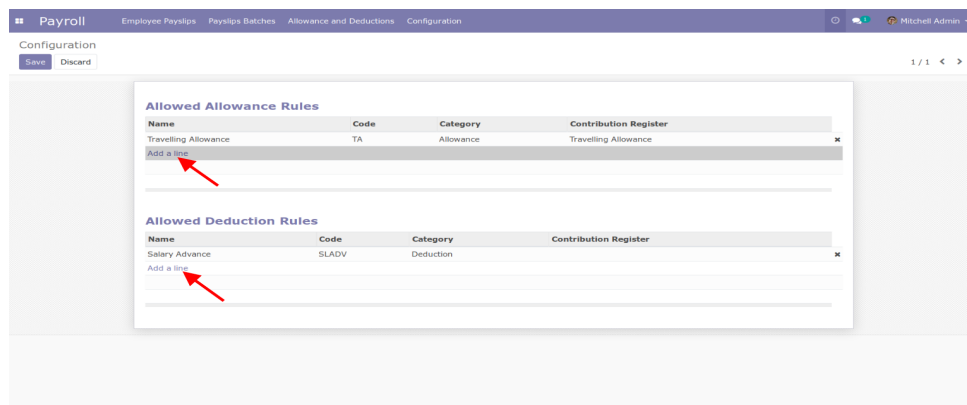 Payroll Employee Payslips Payslips Batches Allowance and Deductions Configuration Mitchell Admin
Configuration
Save Discard 1 / 1
Allowed Allowance Rules
Name Code Category Contribution Register
Travelling Allowance TA Allowance Travelling Allowance
Add a line
Allowed Deduction Rules
Name Code Category Contribution Register
Salary Advance SLADV Deduction
Add a line